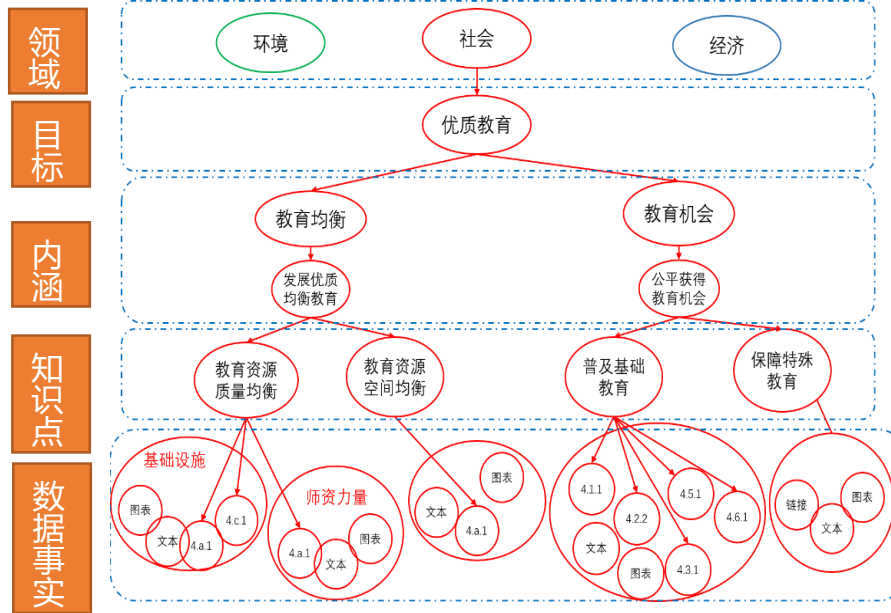 领域
环境
社会
经济
目标
优质教育
内涵
教育均衡
教育机会
发展优质
均衡教育
公平获得
教育机会
知识点
教育资源
质量均衡
教育资源
空间均衡
普及基础
教育
保障特殊
教育
数据事实
基础设施
图表
文本
4.a.1
4.c.1
师资力量
4.a.1
文本
图表
文本
4.a.1
图表
4.1.1
4.2.2
4.5.1
4.6.1
文本
图表
4.3.1
链接
文本
图表